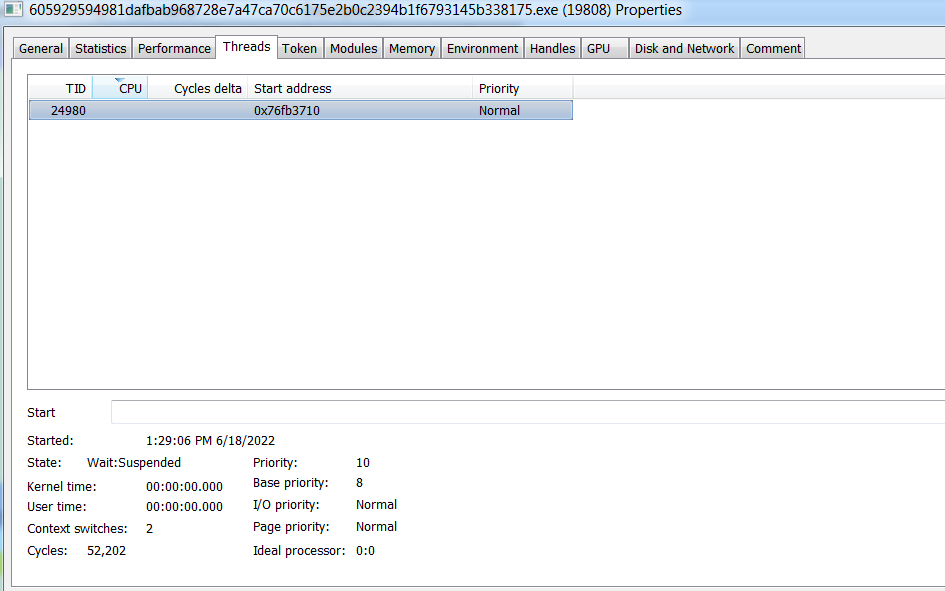 605929594981dafbab968728e7a47ca70c6175e2b0c2394b1f6793145b338175.exe (19808) Properties
General Statistics Performance Threads Token Modules Memory Environment Handles GPU Disk and Network Comment
TID CPU Cycles delta Start address Priority
24980 0x76fb3710 Normal
Start
Started: 1:29:06 PM 6/18/2022
State: Wait:Suspended Priority: 10
Kernel time: 00:00:00.000 Base priority: 8
User time: 00:00:00.000 I/O priority: Normal
Context switches: 2 Page priority: Normal
Cycles: 52,202 Ideal processor: 0:0